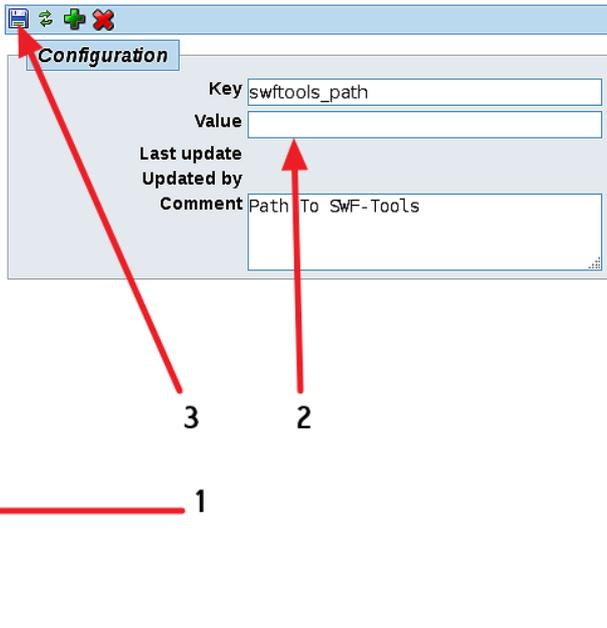 Configuration
Key swftools_path
Value
Last update
Updated by
Comment Path To SWF-Tools
3 2
1